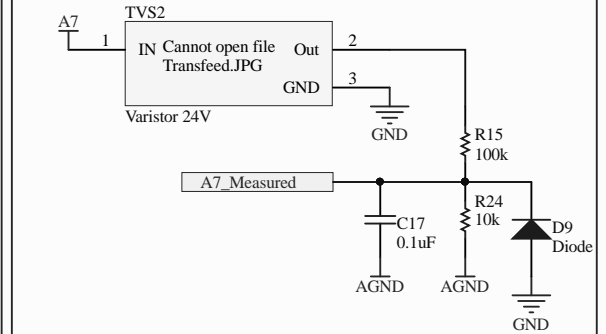 TVS2
A7
1
IN Cannot open file Out
Transfeed.JPG
2
GND
3
Varistor 24V
GND
R15
100k
A7_Measured
R24
10k
C17
0.1uF
D9
Diode
AGND
AGND
GND